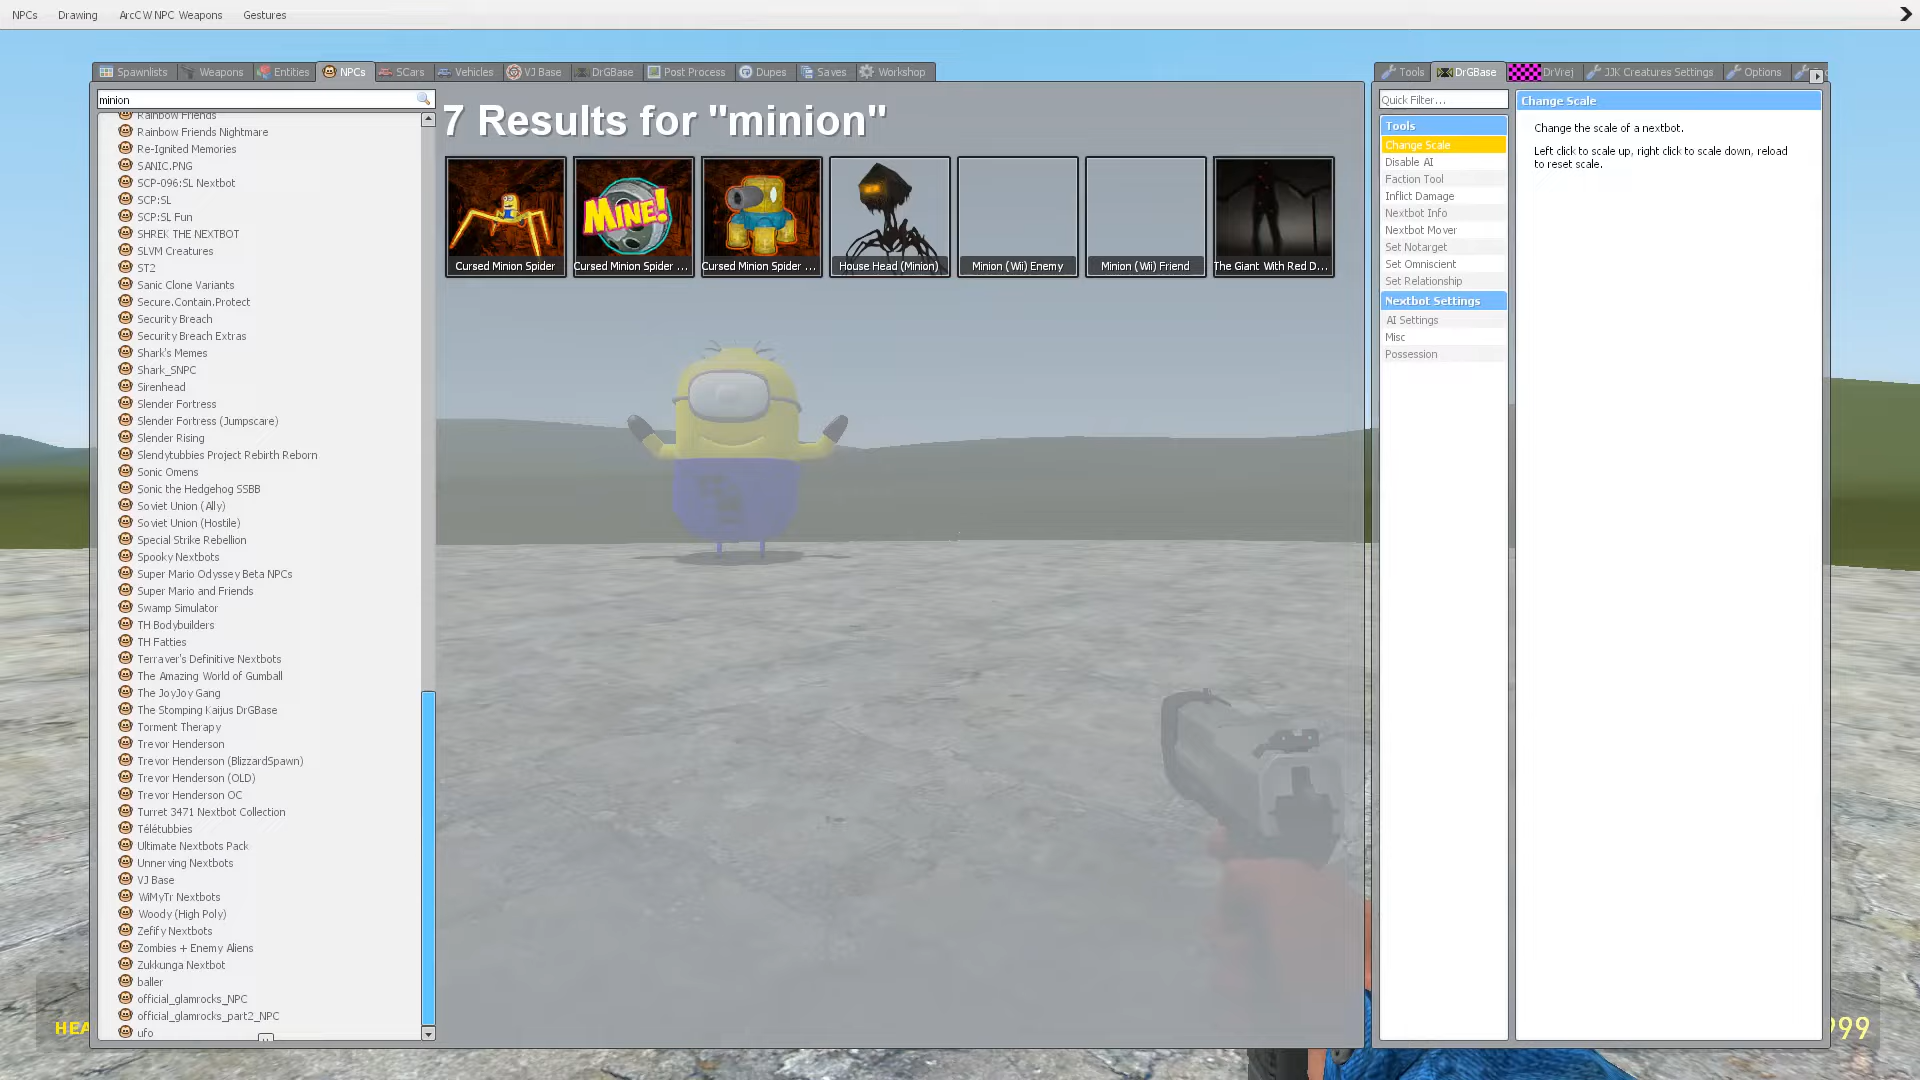 NPCs Drawing ArcCW NPC Weapons Gestures
Spawnlists Weapons Entities NPCs SCars Vehicles VJ Base DrGBase Post Process Dupes Saves Workshop
Tools DrGBase DrVrej JJK Creatures Settings Options
minion
Rainbow Friends
Rainbow Friends Nightmare
Re-Ignited Memories
SANIC.PNG
SCP-096:SL Nextbot
SCP:SL
SCP:SL Fun
SHREK THE NEXTBOT
SLVM Creatures
ST2
Sanic Clone Variants
Secure.Contain.Protect
Security Breach
Security Breach Extras
Shark's Memes
Shark_SNPC
Sirenhead
Slender Fortress
Slender Fortress (Jumpscare)
Slender Rising
Slendytubbies Project Rebirth Reborn
Sonic Omens
Sonic the Hedgehog SSBB
Soviet Union (Ally)
Soviet Union (Hostile)
Special Strike Rebellion
Spooky Nextbots
Super Mario Odyssey Beta NPCs
Super Mario and Friends
Swamp Simulator
TH Bodybuilders
TH Fatties
Terraver's Definitive Nextbots
The Amazing World of Gumball
The JoyJoy Gang
The Stomping Kaijus DrGBase
Torment Therapy
Trevor Henderson
Trevor Henderson (BlizzardSpawn)
Trevor Henderson (OLD)
Trevor Henderson OC
Turret 3471 Nextbot Collection
Télétubbies
Ultimate Nextbots Pack
Unnerving Nextbots
VJ Base
WiMyTr Nextbots
Woody (High Poly)
Zefify Nextbots
Zombies + Enemy Aliens
Zukkunga Nextbot
baller
official_glamrocks_NPC
official_glamrocks_part2_NPC
ufo
7 Results for "minion"
MINE!
Cursed Minion Spider
Cursed Minion Spider ...
Cursed Minion Spider ...
House Head (Minion)
Minion (Wii) Enemy
Minion (Wii) Friend
The Giant With Red D...
Quick Filter...
Tools
Change Scale
Disable AI
Faction Tool
Inflict Damage
Nextbot Info
Nextbot Mover
Set Notarget
Set Omniscient
Set Relationship
Nextbot Settings
AI Settings
Misc
Possession
Change Scale
Change the scale of a nextbot.
Left click to scale up, right click to scale down, reload
to reset scale.
HEA
999